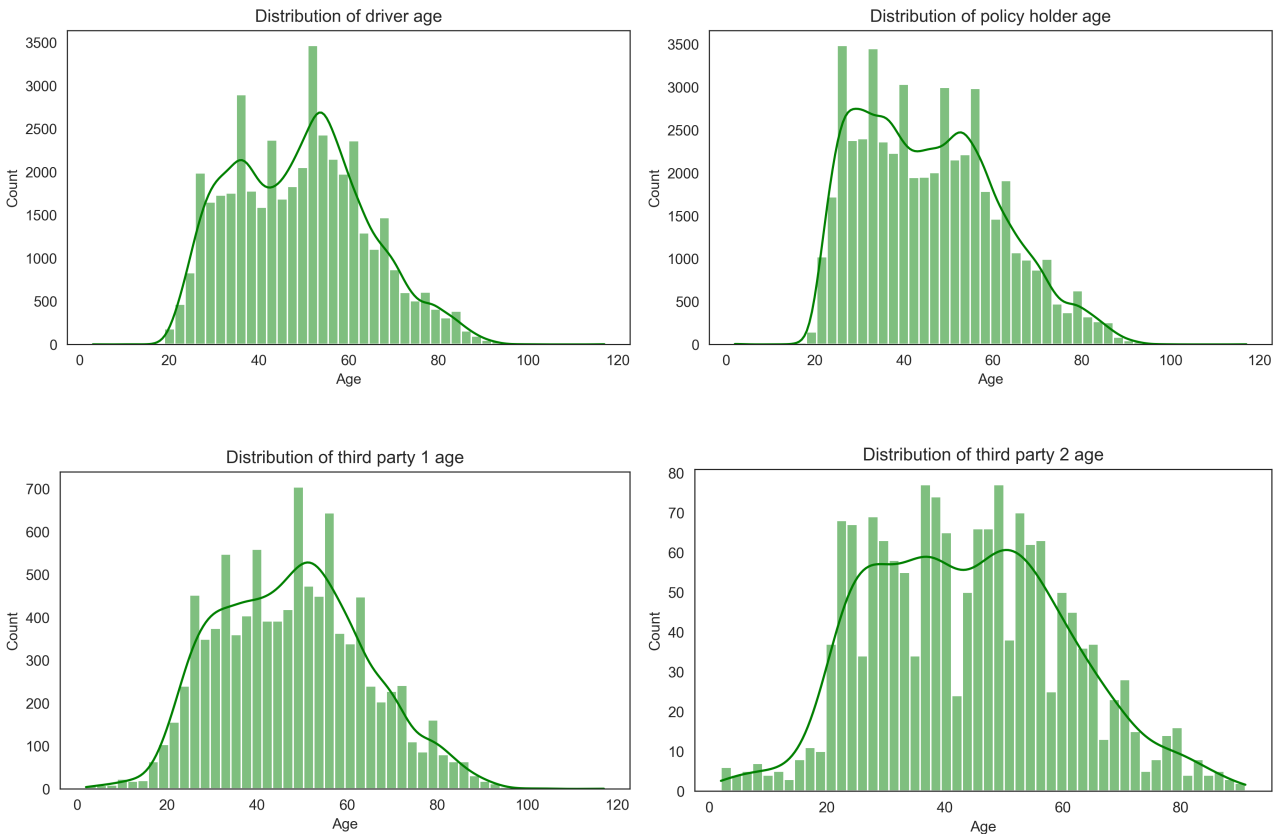 Distribution of driver age
3500
3000
2500
2000
1500
1000
500
0
Count
0 20 40 60 80 100 120
Age
Distribution of policy holder age
3500
3000
2500
2000
1500
1000
500
0
Count
0 20 40 60 80 100 120
Age
Distribution of third party 1 age
700
600
500
400
300
200
100
0
Count
0 20 40 60 80 100 120
Age
Distribution of third party 2 age
80
70
60
50
40
30
20
10
0
Count
0 20 40 60 80
Age